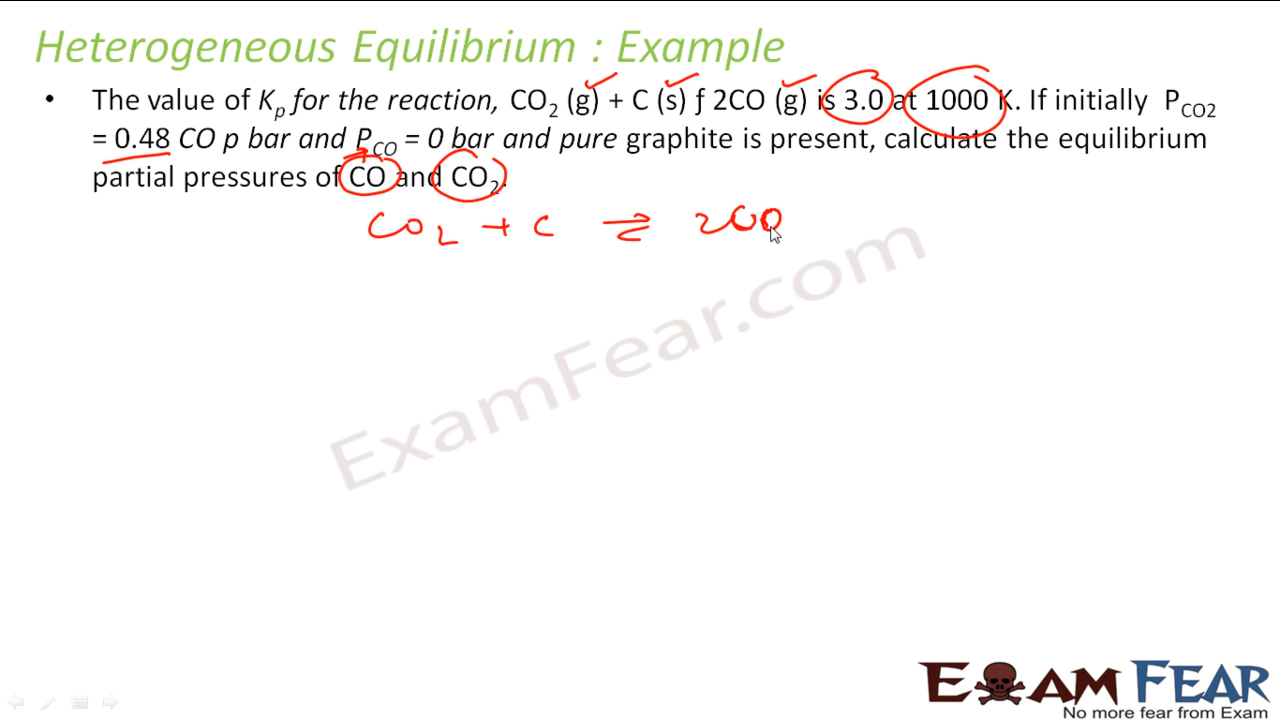 Heterogeneous Equilibrium : Example
• The value of Kp for the reaction, CO2 (g) + C (s) ƒ 2CO (g) is 3.0 at 1000 K. If initially PCO2
= 0.48 CO p bar and PCO = 0 bar and pure graphite is present, calculate the equilibrium
partial pressures of CO and CO2.
CO2 + C ⇌ 2CO
ExamFear.com
EXAM FEAR
No more fear from Exam